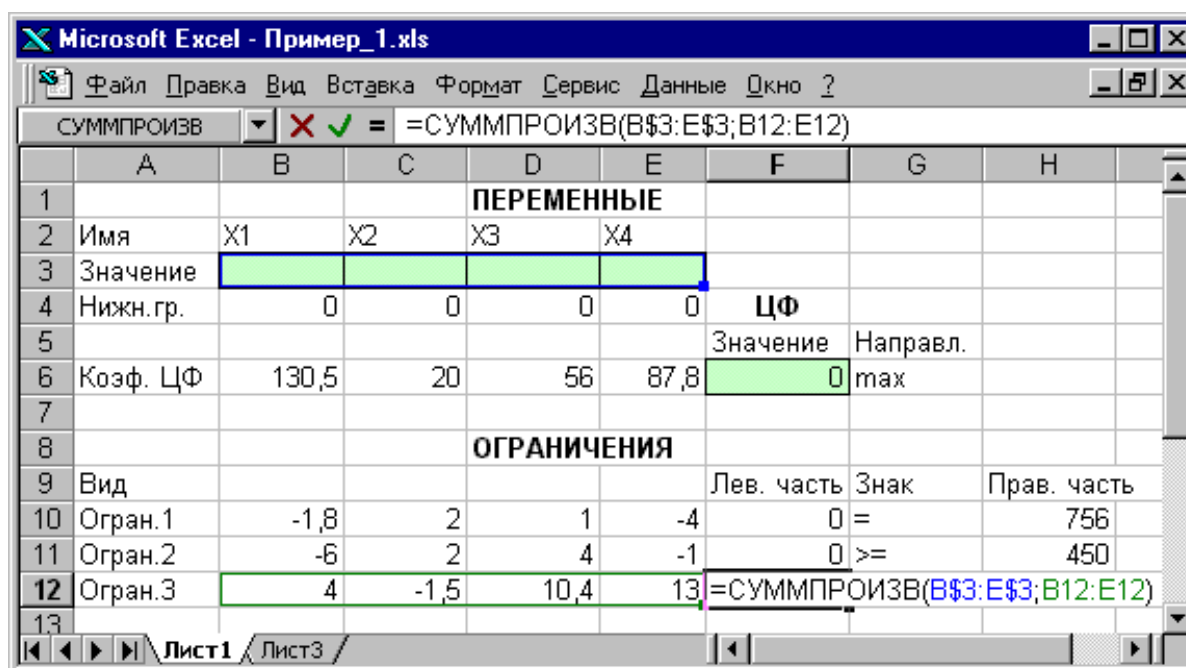 Microsoft Excel - Пример_1.xls
Файл Правка Вид Вставка Формат Сервис Данные Окно ?
СУММПРОИЗВ = =СУММПРОИЗВ(B$3:E$3;B12:E12)
A B C D E F G H
1 ПЕРЕМЕННЫЕ
2 Имя X1 X2 X3 X4
3 Значение
4 Нижн.гр. 0 0 0 0 ЦФ
5 Значение Направл.
6 Коэф. ЦФ 130,5 20 56 87,8 0 max
7
8 ОГРАНИЧЕНИЯ
9 Вид Лев. часть Знак Прав. часть
10 Огран.1 -1,8 2 1 -4 0 = 756
11 Огран.2 -6 2 4 -1 0 >= 450
12 Огран.3 4 -1,5 10,4 13 =СУММПРОИЗВ(B$3:E$3;B12:E12)
13
Лист1 Лист3